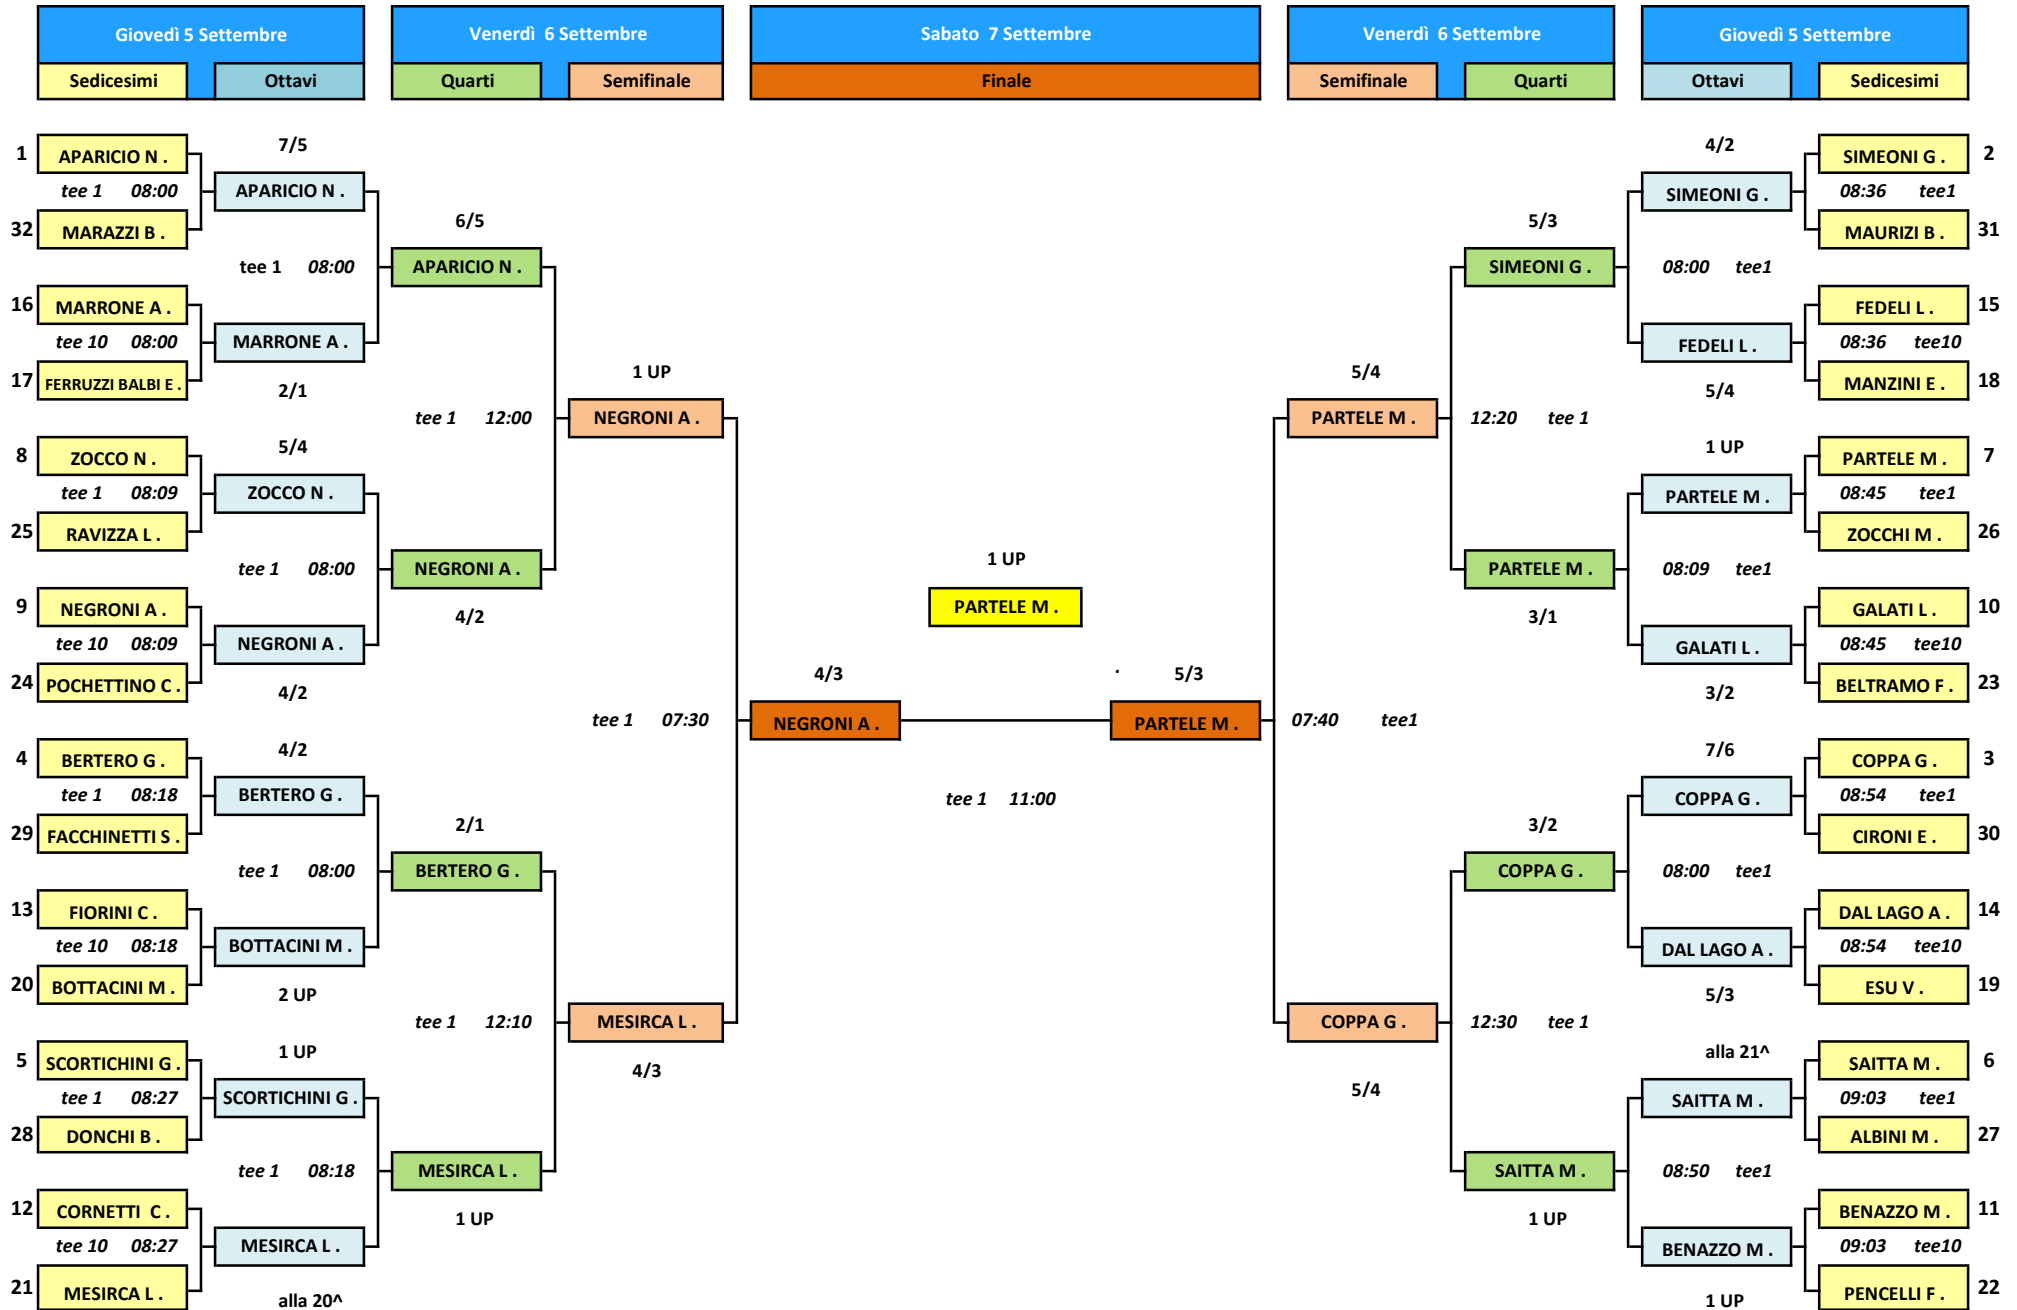 Giovedì 5 Settembre Venerdì 6 Settembre Sabato 7 Settembre Venerdì 6 Settembre Giovedì 5 Settembre
Sedicesimi Ottavi Quarti Semifinale Finale Semifinale Quarti Ottavi Sedicesimi
7/5 4/2
1 APARICIO N . SIMEONI G . 2
tee 1 08:00 APARICIO N . SIMEONI G . 08:36 tee1
6/5 5/3
32 MARAZZI B . MAURIZI B . 31
tee 1 08:00 APARICIO N . SIMEONI G . 08:00 tee1
16 MARRONE A . FEDELI L . 15
tee 10 08:00 MARRONE A . FEDELI L . 08:36 tee10
1 UP 5/4
17 FERRUZZI BALBI E . 2/1 5/4 MANZINI E . 18
tee 1 12:00 NEGRONI A . PARTELE M . 12:20 tee 1
5/4 1 UP
8 ZOCCO N . PARTELE M . 7
tee 1 08:09 ZOCCO N . PARTELE M . 08:45 tee1
25 RAVIZZA L . ZOCCHI M . 26
1 UP
tee 1 08:00 NEGRONI A . PARTELE M . 08:09 tee1
9 NEGRONI A . PARTELE M . GALATI L . 10
4/2 3/1
tee 10 08:09 NEGRONI A . GALATI L . 08:45 tee10
4/3 . 5/3
24 POCHETTINO C . 4/2 3/2 BELTRAMO F . 23
tee 1 07:30 NEGRONI A . PARTELE M . 07:40 tee1
4/2 7/6
4 BERTERO G . COPPA G . 3
tee 1 08:18 BERTERO G . tee 1 11:00 COPPA G . 08:54 tee1
2/1 3/2
29 FACCHINETTI S . CIRONI E . 30
tee 1 08:00 BERTERO G . COPPA G . 08:00 tee1
13 FIORINI C . DAL LAGO A . 14
tee 10 08:18 BOTTACINI M . DAL LAGO A . 08:54 tee10
20 BOTTACINI M . 2 UP 5/3 ESU V . 19
tee 1 12:10 MESIRCA L . COPPA G . 12:30 tee 1
1 UP alla 21^
5 SCORTICHINI G . 4/3 SAITTA M . 6
tee 1 08:27 SCORTICHINI G . 5/4 SAITTA M . 09:03 tee1
28 DONCHI B . ALBINI M . 27
tee 1 08:18 MESIRCA L . SAITTA M . 08:50 tee1
12 CORNETTI C . 1 UP 1 UP BENAZZO M . 11
tee 10 08:27 MESIRCA L . BENAZZO M . 09:03 tee10
21 MESIRCA L . alla 20^ 1 UP PENCELLI F . 22